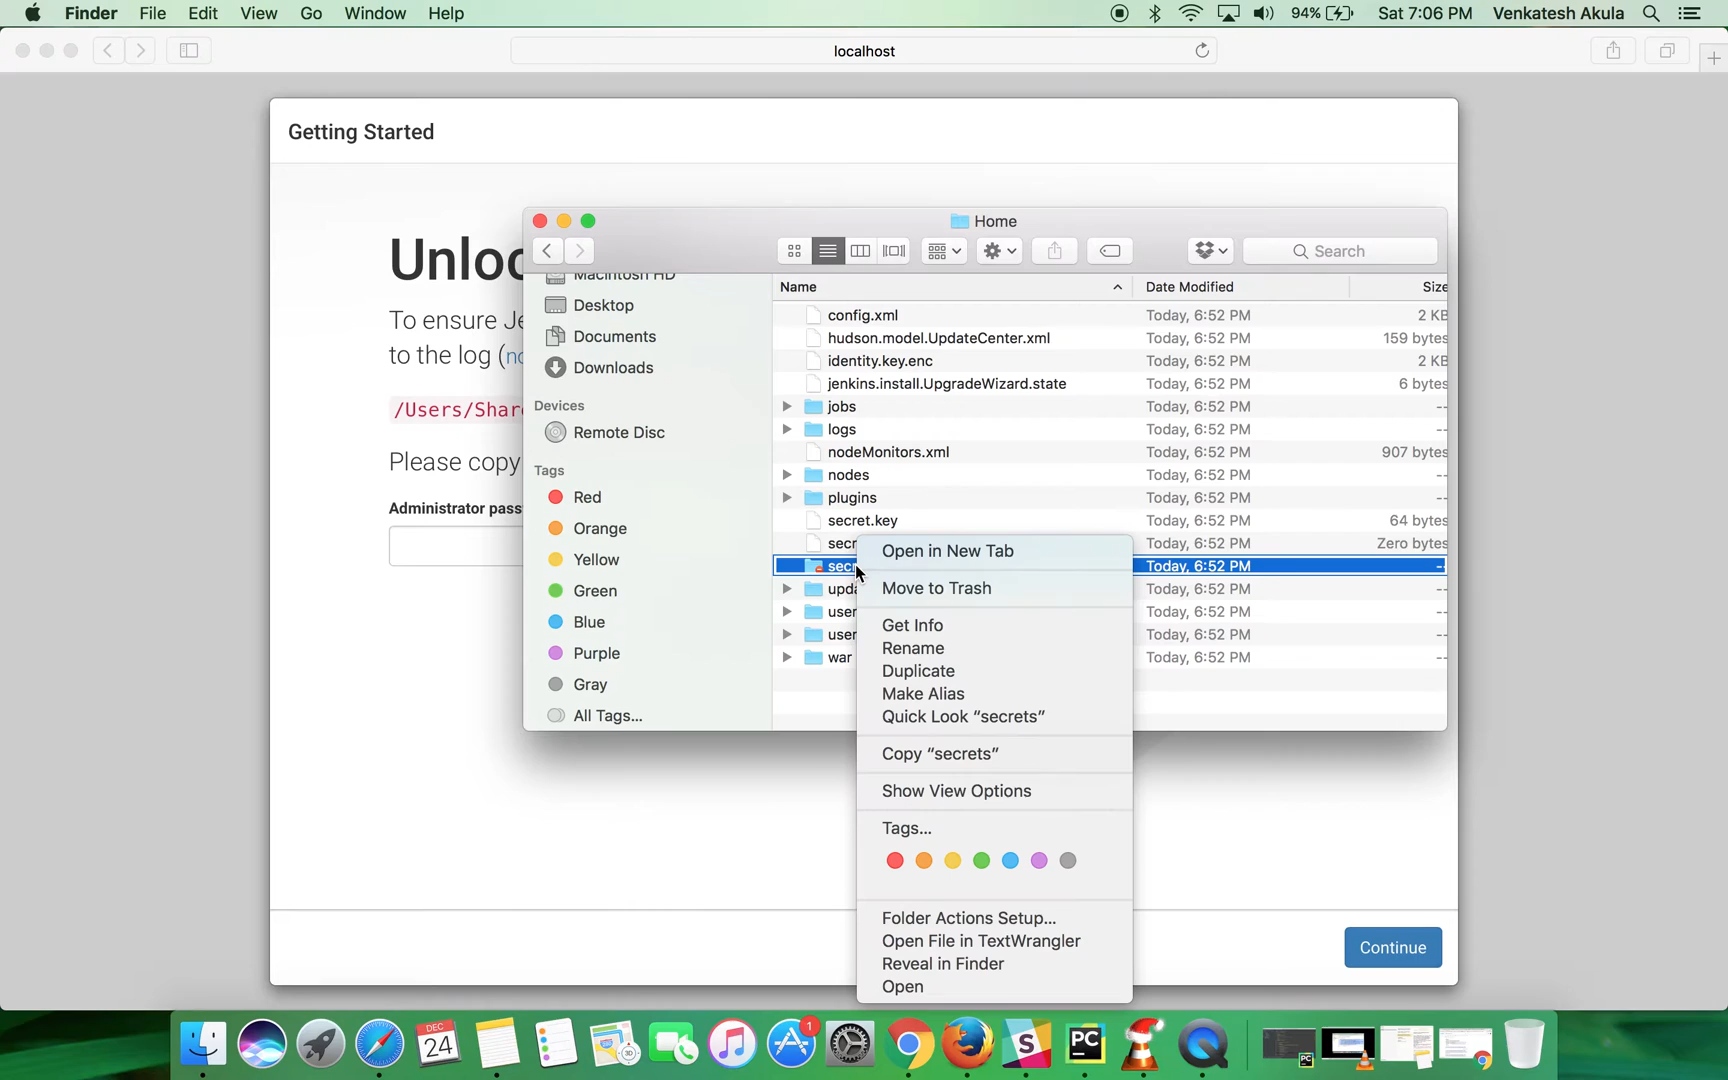 Finder File Edit View Go Window Help 94% Sat 7:06 PM Venkatesh Akula
localhost
Getting Started
Home
Search
Unloc
To ensure Je
to the log (no
/Users/Shar
Please copy
Administrator pass
Macintosh HD
Desktop
Documents
Downloads
Devices
Remote Disc
Tags
Red
Orange
Yellow
Green
Blue
Purple
Gray
All Tags...
Name Date Modified Size
config.xml Today, 6:52 PM 2 KB
hudson.model.UpdateCenter.xml Today, 6:52 PM 159 bytes
identity.key.enc Today, 6:52 PM 2 KB
jenkins.install.UpgradeWizard.state Today, 6:52 PM 6 bytes
jobs Today, 6:52 PM --
logs Today, 6:52 PM --
nodeMonitors.xml Today, 6:52 PM 907 bytes
nodes Today, 6:52 PM --
plugins Today, 6:52 PM --
secret.key Today, 6:52 PM 64 bytes
secr Today, 6:52 PM Zero bytes
secr Today, 6:52 PM --
upda Today, 6:52 PM --
user Today, 6:52 PM --
user Today, 6:52 PM --
war Today, 6:52 PM --
Open in New Tab
Move to Trash
Get Info
Rename
Duplicate
Make Alias
Quick Look “secrets”
Copy “secrets”
Show View Options
Tags...
Folder Actions Setup...
Open File in TextWrangler
Reveal in Finder
Open
Continue
DEC
24
3D
1
PC
PC